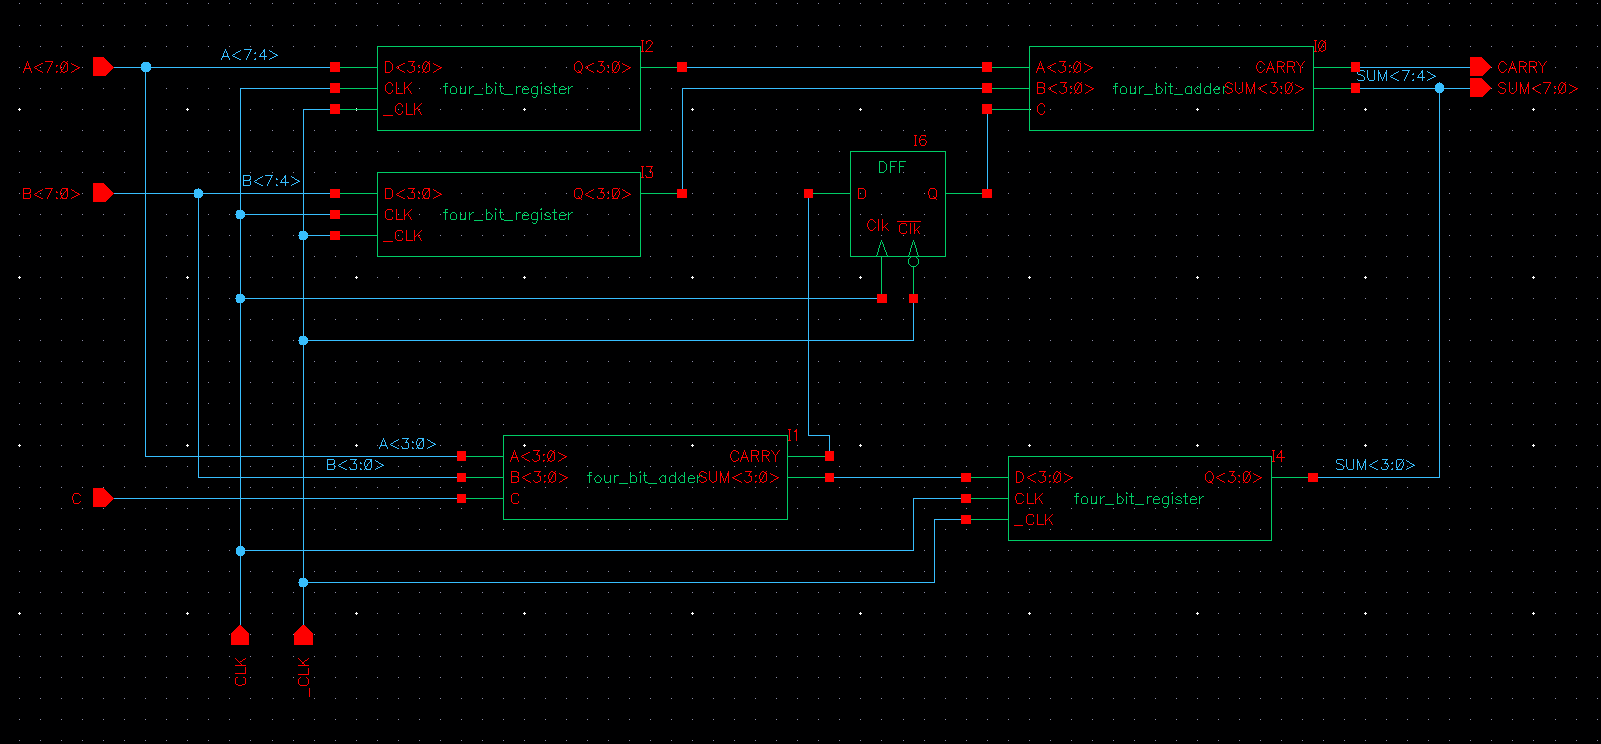 A<7:0>
A<7:4>
I2
D<3:0>
Q<3:0>
CLK
four_bit_register
_CLK
I0
A<3:0>
CARRY
B<3:0>
four_bit_adder
SUM<3:0>
C
SUM<7:4>
CARRY
SUM<7:0>
B<7:0>
B<7:4>
I3
D<3:0>
Q<3:0>
CLK
four_bit_register
_CLK
I6
DFF
D
Q
Clk
Clk
A<3:0>
B<3:0>
C
I1
A<3:0>
CARRY
B<3:0>
four_bit_adder
SUM<3:0>
C
I4
D<3:0>
Q<3:0>
CLK
four_bit_register
_CLK
SUM<3:0>
CLK
_CLK